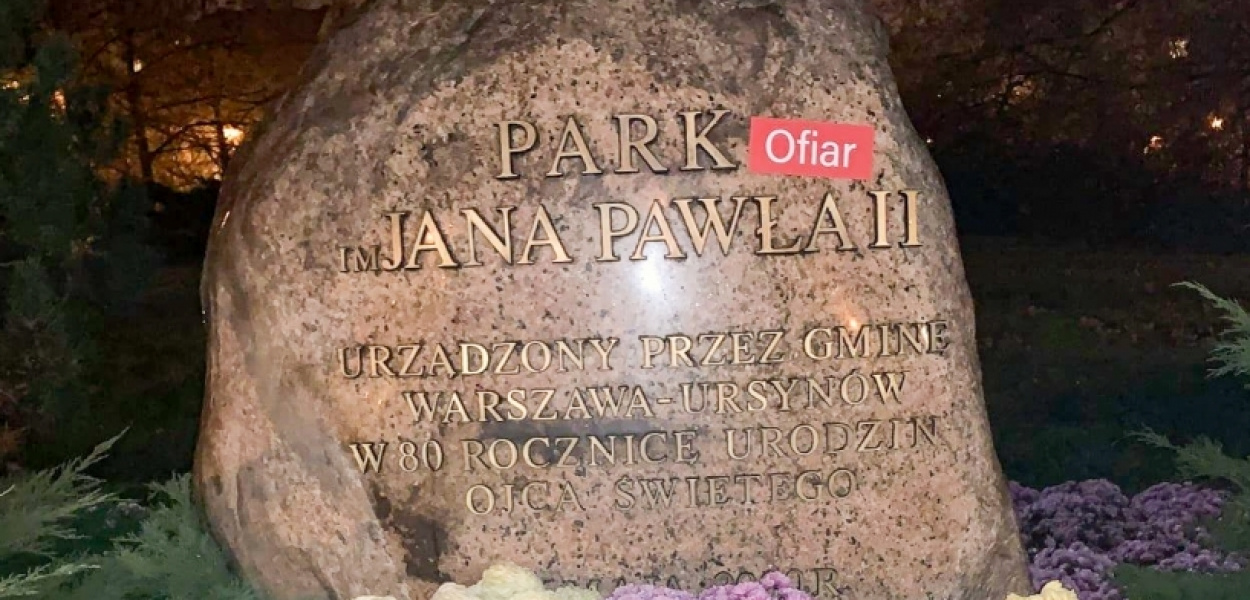 PARK Ofiar
IM JANA PAWŁA II
URZĄDZONY PRZEZ GMINĘ
WARSZAWA-URSYNÓW
W 80 ROCZNICĘ URODZIN
OJCA ŚWIĘTEGO
R.